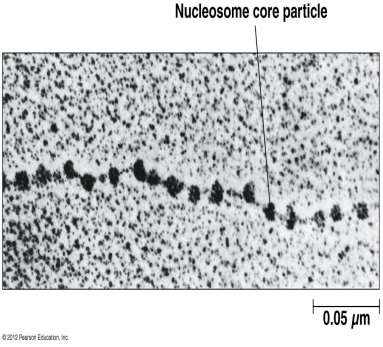 Nucleosome core particle
0.05 µm
© 2012 Pearson Education, Inc.